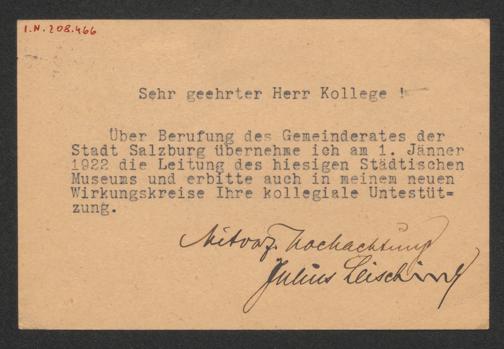 I.N. 208.466
Sehr geehrter Herr Kollege !
Über Berufung des Gemeinderates der
Stadt Salzburg übernehme ich am 1. Jänner
1922 die Leitung des hiesigen Städtischen
Museums und erbitte auch in meinem neuen
Wirkungskreise Ihre kollegiale Untestüt=
zung.
Mit vorz. Hochachtung
Julius Leisching